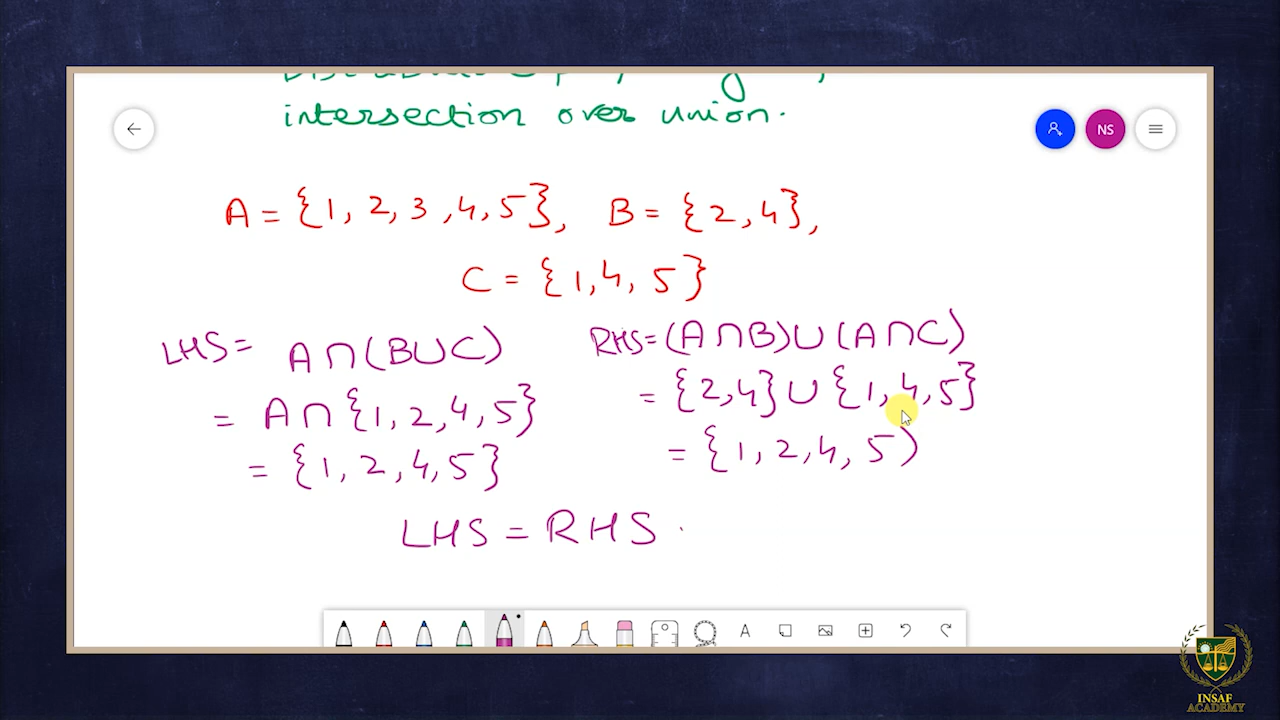 intersection over union.
NS
A = {1, 2, 3, 4, 5}, B = {2, 4},
C = {1, 4, 5}
LHS = A∩(B∪C)
= A∩{1, 2, 4, 5}
= {1, 2, 4, 5}
RHS = (A∩B)∪(A∩C)
= {2, 4}∪{1, 4, 5}
= {1, 2, 4, 5)
LHS = RHS .
A
INSAF
ACADEMY